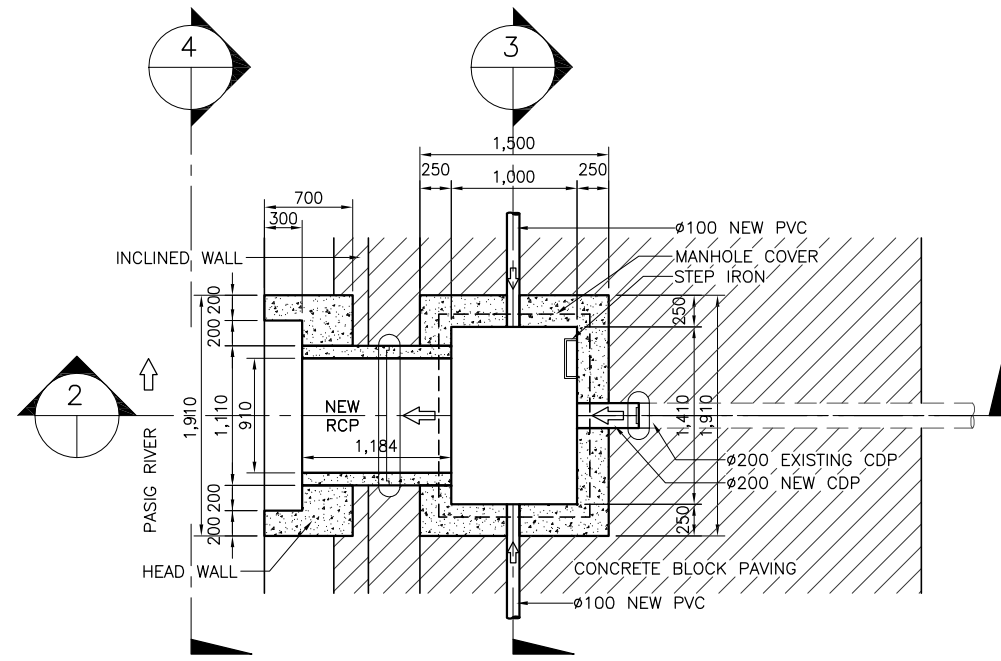 4
3
1,500
250
1,000
250
700
300
ø100 NEW PVC
INCLINED WALL
MANHOLE COVER
STEP IRON
200
200
250
2
PASIG RIVER
1,910
1,110
910
NEW
RCP
1,184
1,410
1,910
ø200 EXISTING CDP
ø200 NEW CDP
200
200
250
HEAD WALL
CONCRETE BLOCK PAVING
ø100 NEW PVC